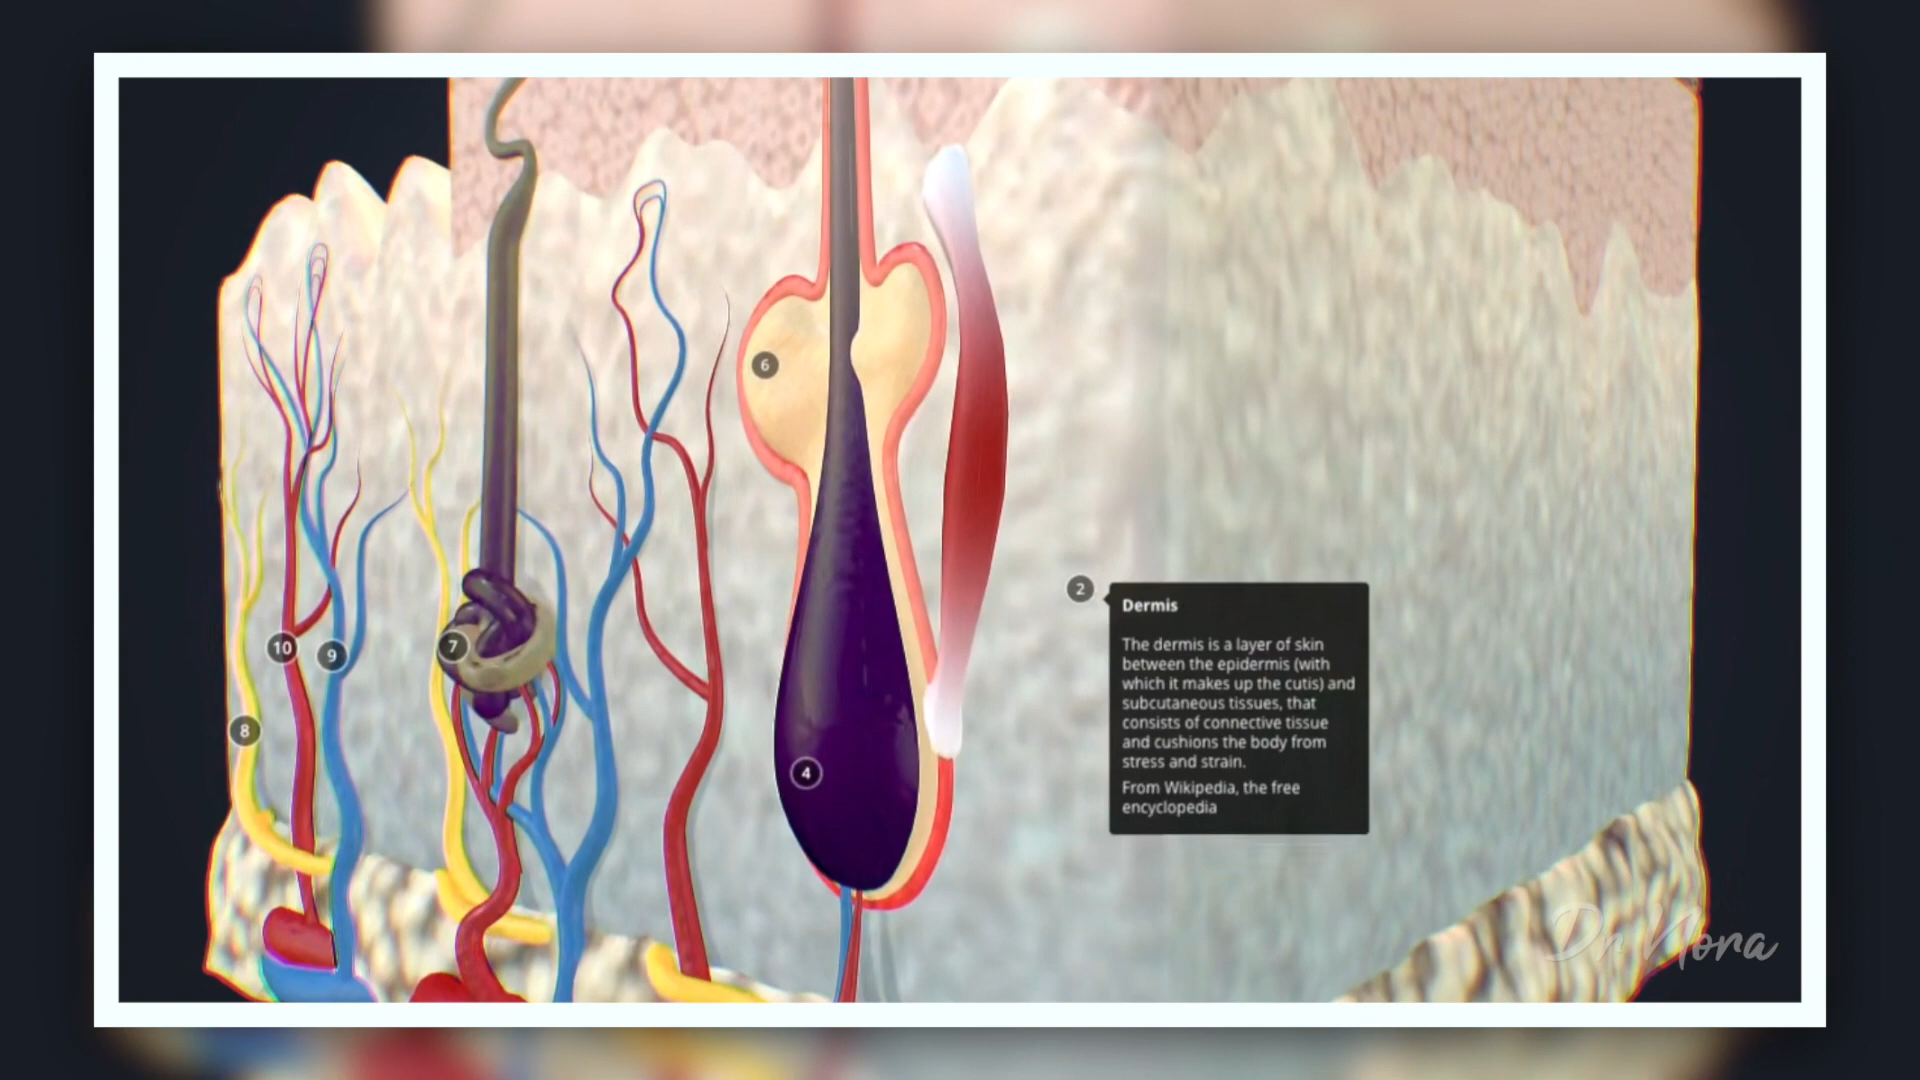 6
2
Dermis
The dermis is a layer of skin
between the epidermis (with
which it makes up the cutis) and
subcutaneous tissues, that
consists of connective tissue
and cushions the body from
stress and strain.
From Wikipedia, the free
encyclopedia
10
9
7
8
4
Dr Nora